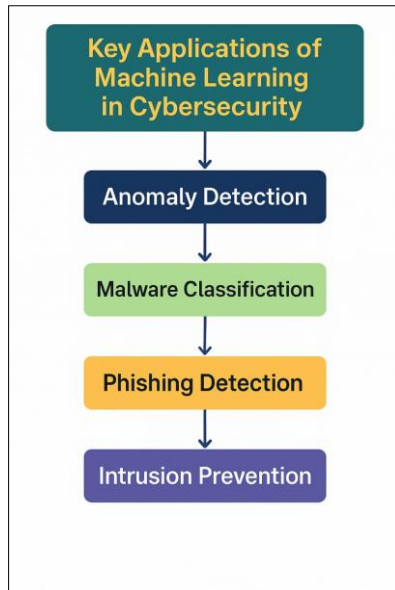 Key Applications of
Machine Learning
in Cybersecurity
Anomaly Detection
Malware Classification
Phishing Detection
Intrusion Prevention